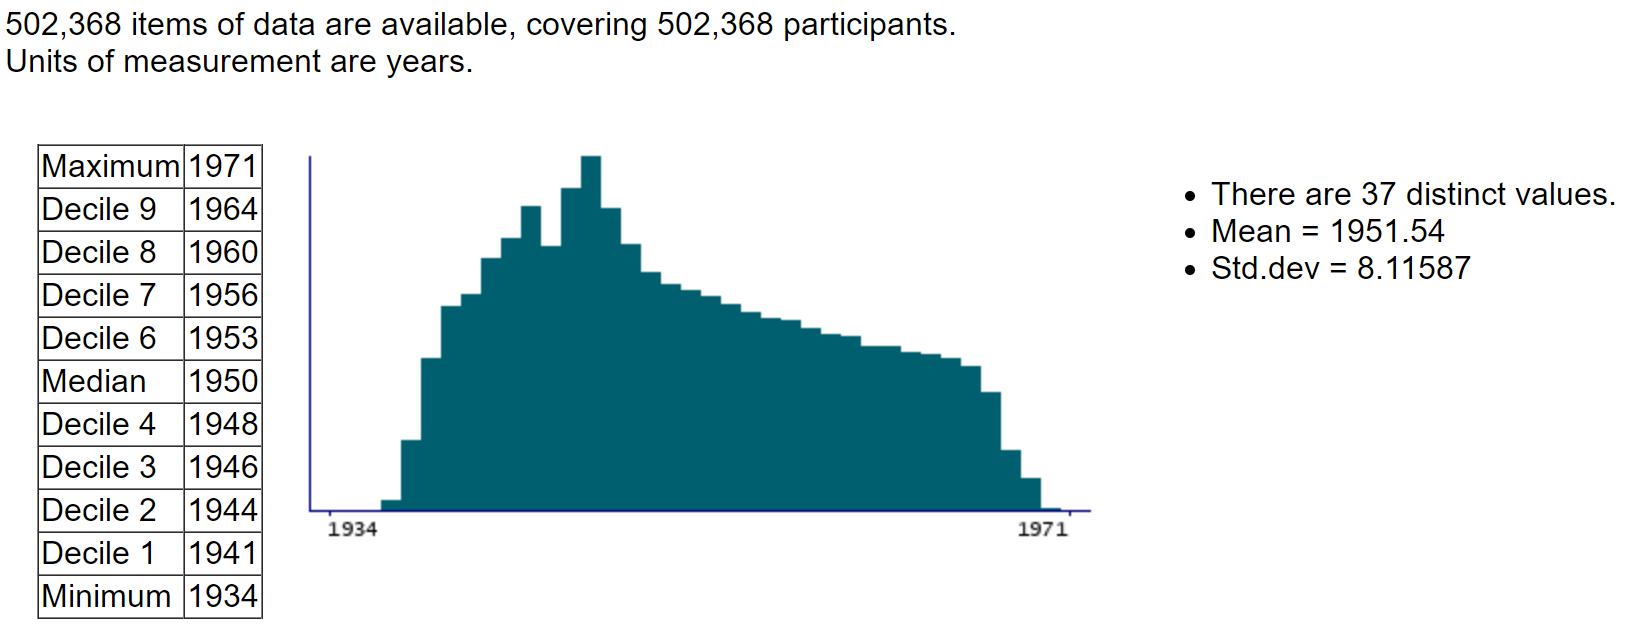 502,368 items of data are available, covering 502,368 participants.
Units of measurement are years.
Maximum 1971
Decile 9 1964
Decile 8 1960
Decile 7 1956
Decile 6 1953
Median 1950
Decile 4 1948
Decile 3 1946
Decile 2 1944
Decile 1 1941
Minimum 1934
1934 1971
• There are 37 distinct values.
• Mean = 1951.54
• Std.dev = 8.11587